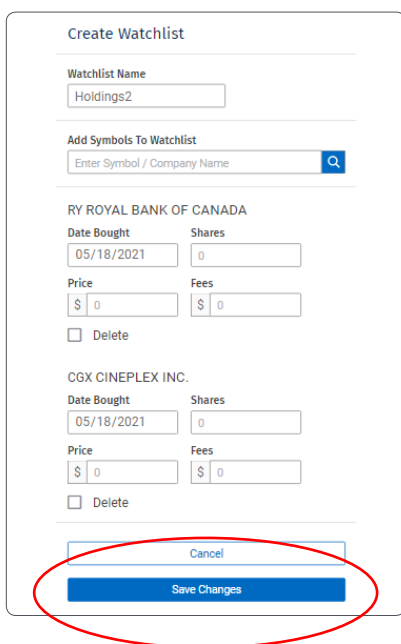 Create Watchlist
Watchlist Name
Holdings2
Add Symbols To Watchlist
Enter Symbol / Company Name
RY ROYAL BANK OF CANADA
Date Bought Shares
05/18/2021 0
Price Fees
$ 0 $ 0
Delete
CGX CINEPLEX INC.
Date Bought Shares
05/18/2021 0
Price Fees
$ 0 $ 0
Delete
Cancel
Save Changes